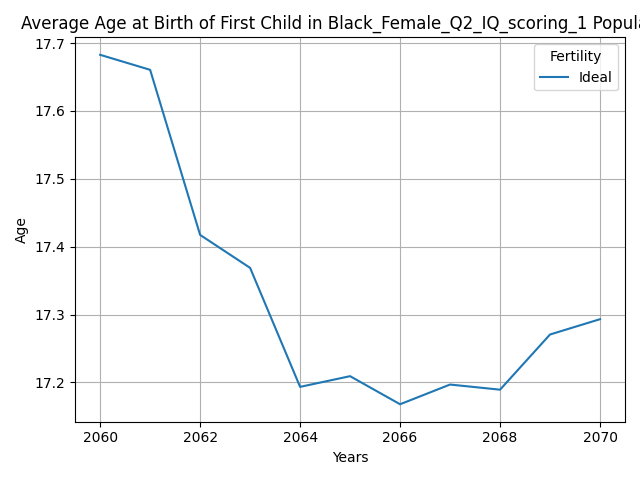 Average Age at Birth of First Child in Black_Female_Q2_IQ_scoring_1 Popula
17.7
17.6
17.5
17.4
17.3
17.2
Age
Fertility
Ideal
2060 2062 2064 2066 2068 2070
Years